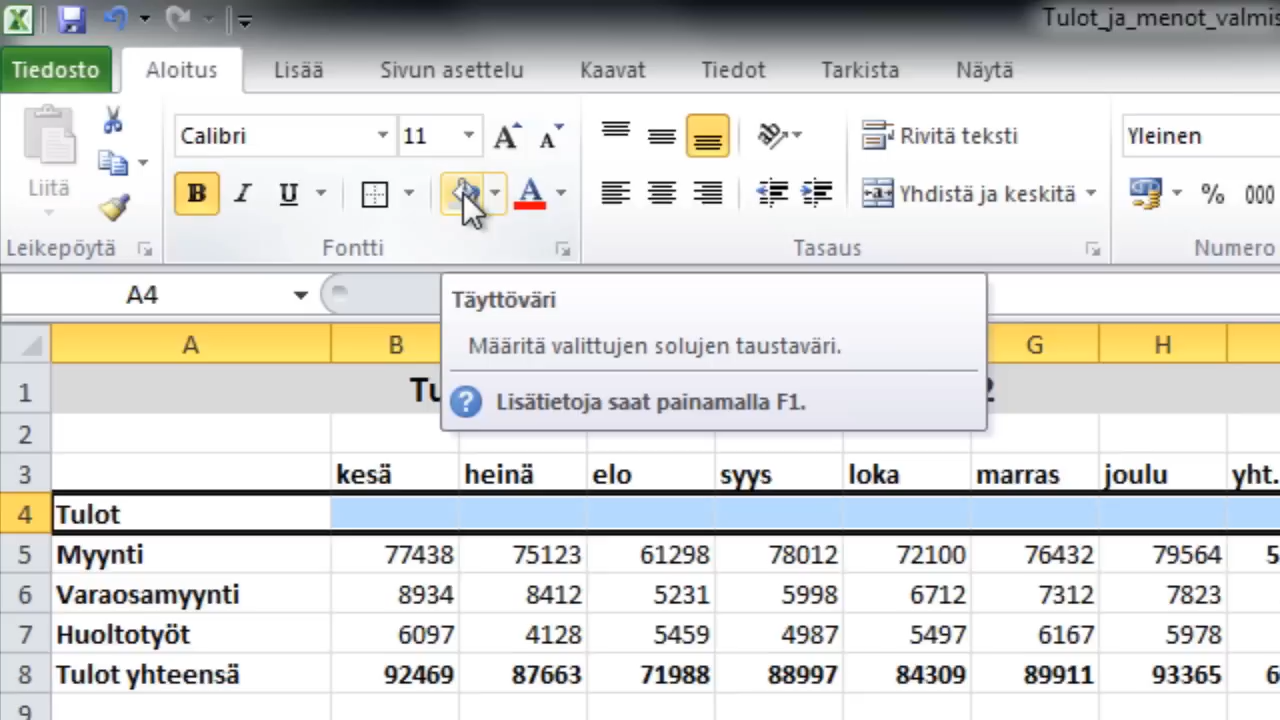 Tulot_ja_menot_valmis
Tiedosto Aloitus Lisää Sivun asettelu Kaavat Tiedot Tarkista Näytä
Calibri 11 A A Rivitä teksti Yleinen
Liitä B I U A Yhdistä ja keskitä % 000
Leikepöytä Fontti Tasaus Numero
A4
Täyttöväri
Määritä valittujen solujen taustaväri.
? Lisätietoja saat painamalla F1.
A B G H
1 Tu 2
2
3 kesä heinä elo syys loka marras joulu yht.
4 Tulot
5 Myynti 77438 75123 61298 78012 72100 76432 79564 5
6 Varaosamyynti 8934 8412 5231 5998 6712 7312 7823
7 Huoltotyöt 6097 4128 5459 4987 5497 6167 5978
8 Tulot yhteensä 92469 87663 71988 88997 84309 89911 93365 6
9